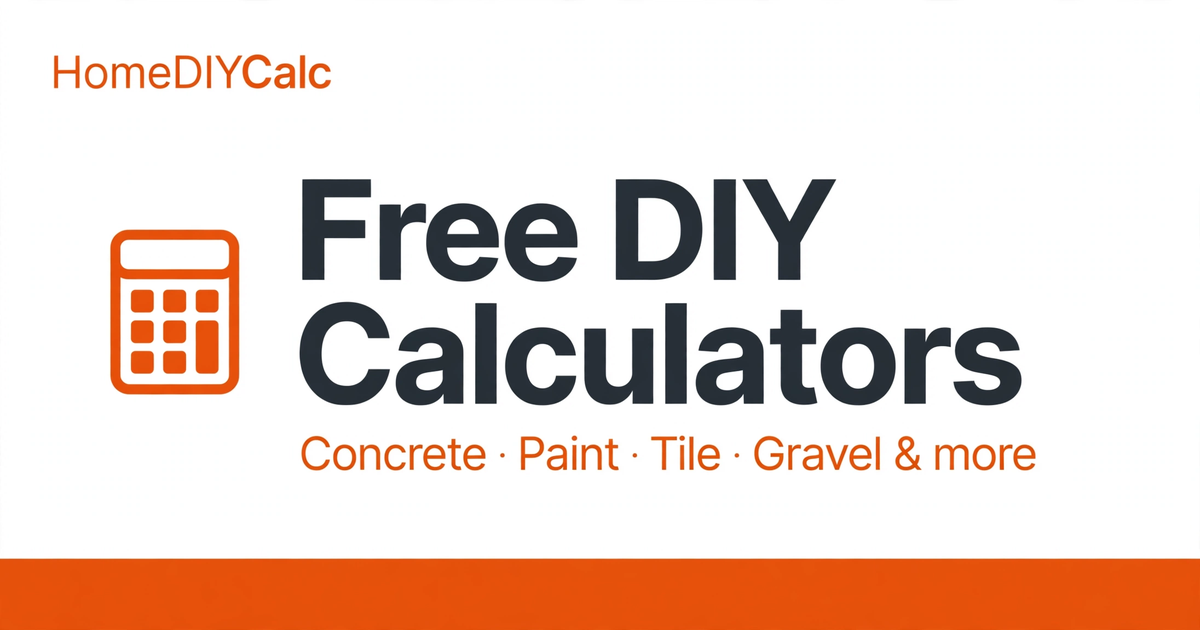 HomeDIYCalc
Free DIY
Calculators
Concrete · Paint · Tile · Gravel & more